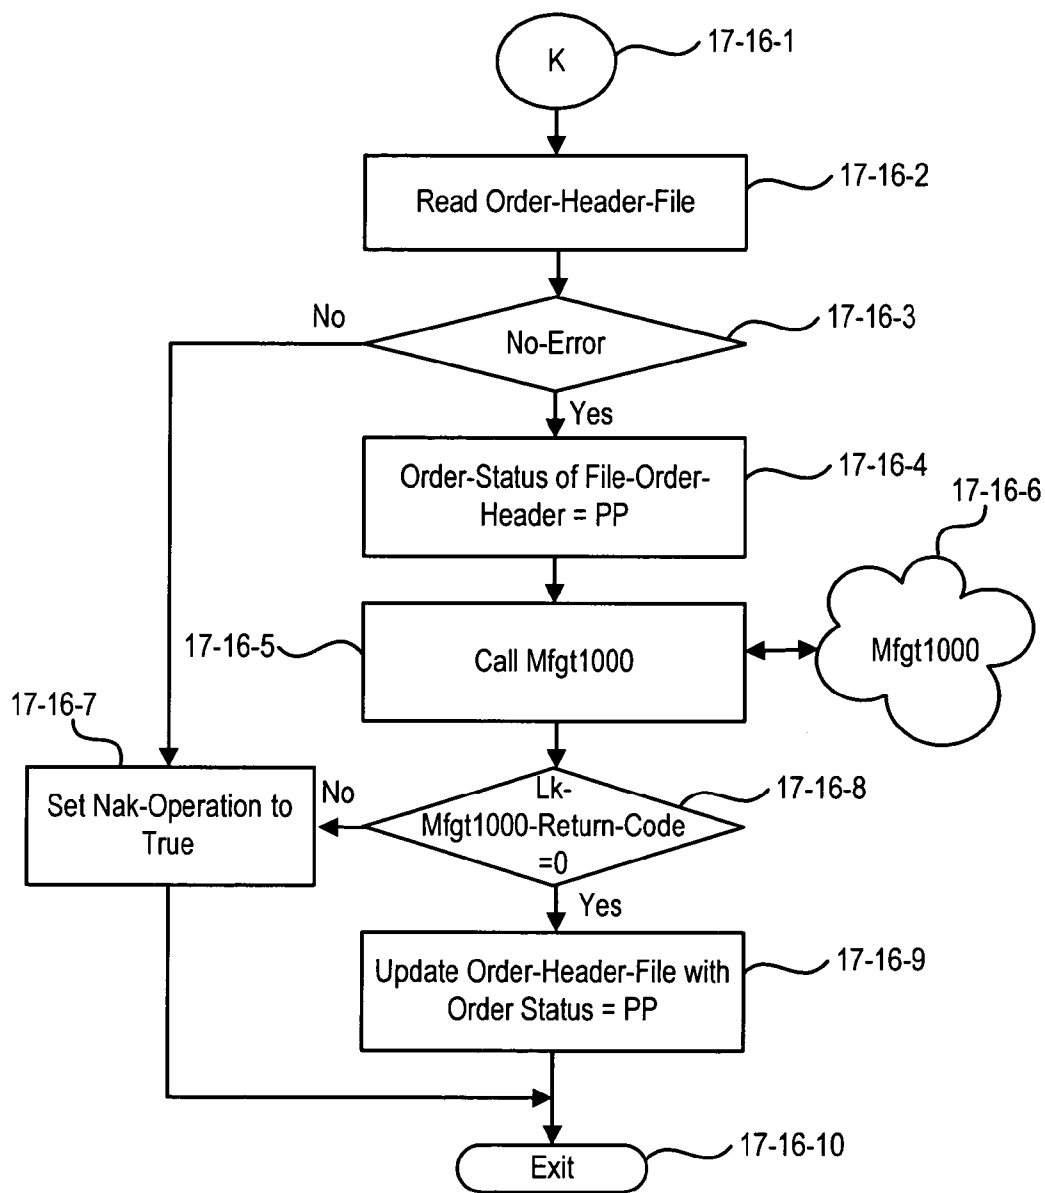 K
17-16-1
Read Order-Header-File
17-16-2
No
No-Error
17-16-3
Yes
Order-Status of File-Order-
Header = PP
17-16-4
17-16-6
17-16-5
Call Mfgt1000
Mfgt1000
17-16-7
Set Nak-Operation to
True
No
Lk-
Mfgt1000-Return-Code
=0
17-16-8
Yes
Update Order-Header-File with
Order Status = PP
17-16-9
Exit
17-16-10